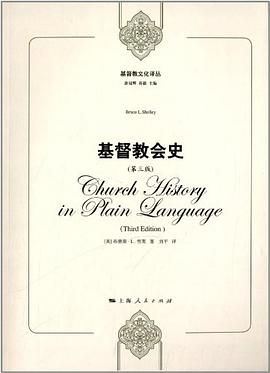 基督教文化译丛
游冠辉 孙毅 主编
Bruce L.Shelley
基督教会史
(第三版)
Church History
in Plain Language
(Third Edition)
[美]布鲁斯·L.雪莱 著 刘平 译
上海人民出版社